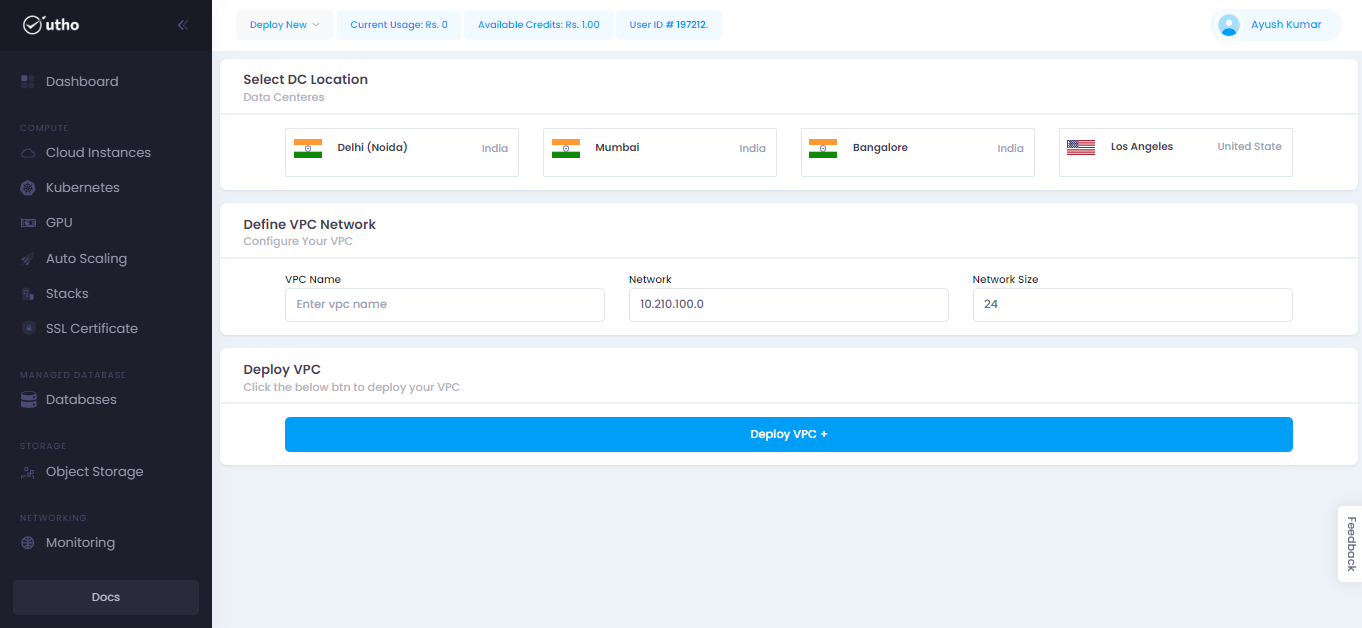 utho
Deploy New
Current Usage: Rs. 0
Available Credits: Rs. 1.00
User ID # 197212.
Ayush Kumar
Dashboard
COMPUTE
Cloud Instances
Kubernetes
GPU
Auto Scaling
Stacks
SSL Certificate
MANAGED DATABASE
Databases
STORAGE
Object Storage
NETWORKING
Monitoring
Docs
Select DC Location
Data Centeres
Delhi (Noida) India
Mumbai India
Bangalore India
Los Angeles United State
Define VPC Network
Configure Your VPC
VPC Name
Enter vpc name
Network
10.210.100.0
Network Size
24
Deploy VPC
Click the below btn to deploy your VPC
Deploy VPC +
Feedback